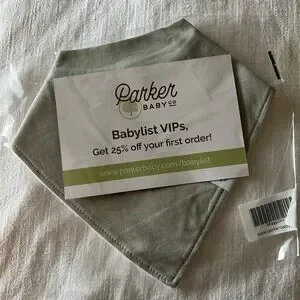 Parker
BABY CO
Babylist VIPs,
Get 25% off your first order!
www.parkerbaby.com/babylist